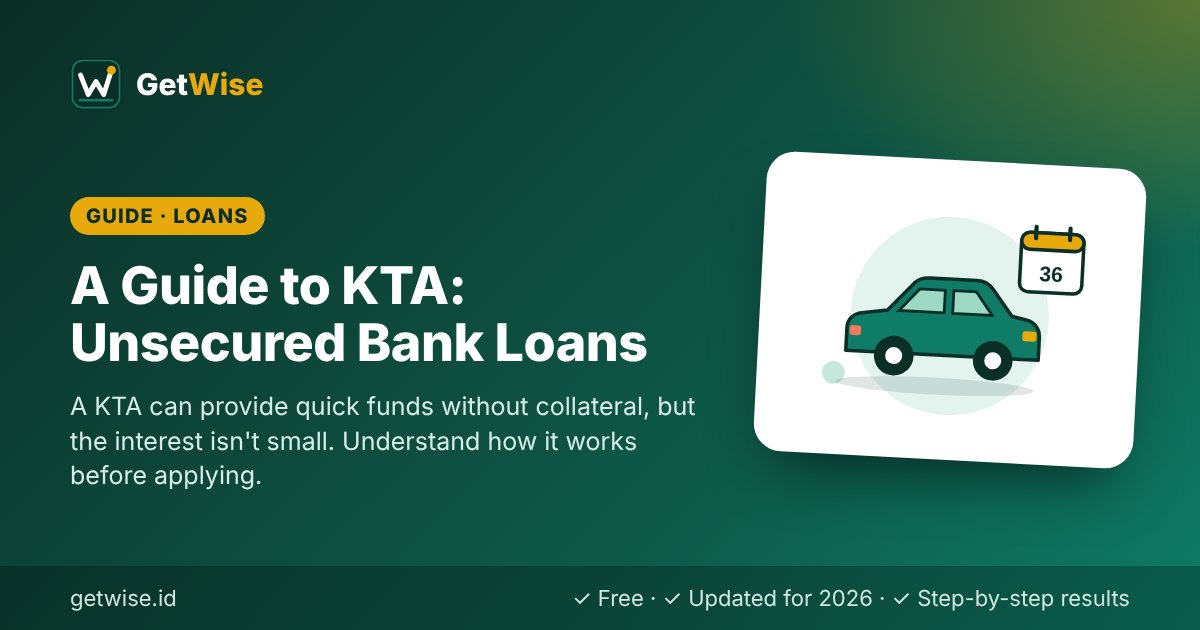 GetWise
GUIDE · LOANS
A Guide to KTA:
Unsecured Bank Loans
A KTA can provide quick funds without collateral, but
the interest isn't small. Understand how it works
before applying.
36
getwise.id
✓ Free · ✓ Updated for 2026 · ✓ Step-by-step results